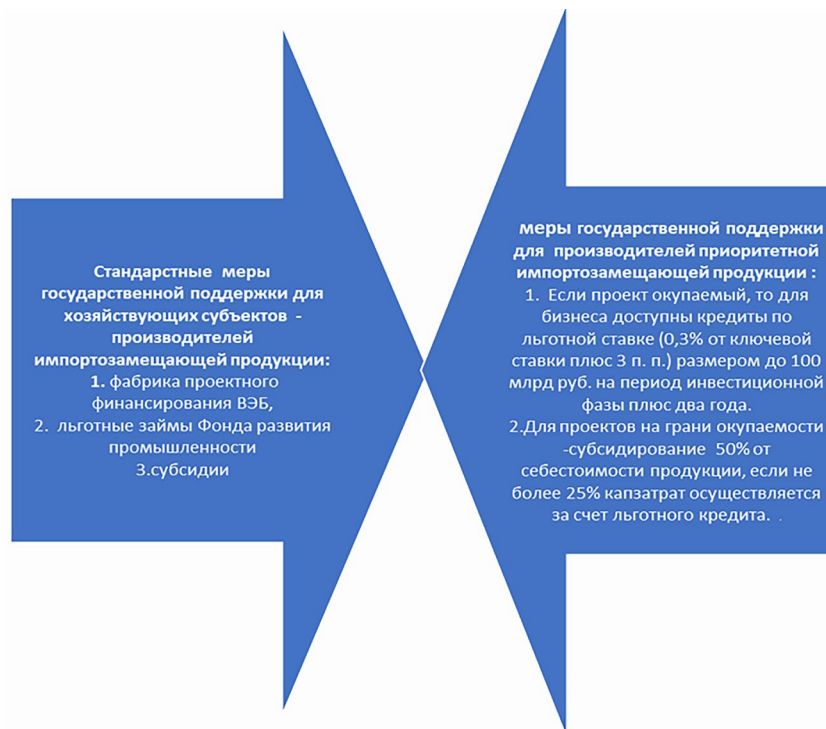 Стандарстные меры
государственной поддержки для
хозяйствующих субъектов -
производителей
импортозамещающей продукции:
1. фабрика проектного
финансирования ВЭБ,
2. льготные займы Фонда развития
промышленности
3.субсидии
меры государственной поддержки
для производителей приоритетной
импортозамещающей продукции :
1. Если проект окупаемый, то для
бизнеса доступны кредиты по
льготной ставке (0,3% от ключевой
ставки плюс 3 п. п.) размером до 100
млрд руб. на период инвестиционной
фазы плюс два года.
2.Для проектов на грани окупаемости
-субсидирование 50% от
себестоимости продукции, если не
более 25% капзатрат осуществляется
за счет льготного кредита. .